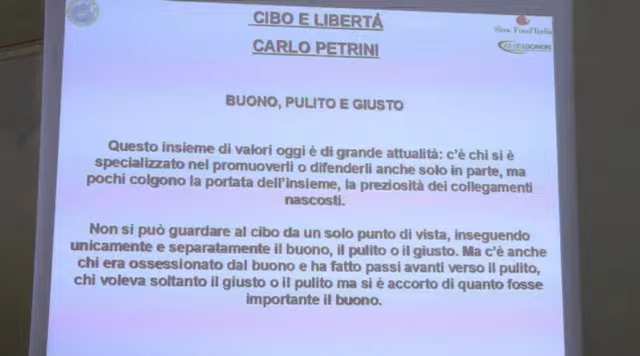 CIBO E LIBERTÁ
CARLO PETRINI
Slow Food Italia
BUONO, PULITO E GIUSTO
Questo insieme di valori oggi è di grande attualità: c'è chi si è
specializzato nel promuoverli o difenderli anche solo in parte, ma
pochi colgono la portata dell'insieme, la preziosità dei collegamenti
nascosti.
Non si può guardare al cibo da un solo punto di vista, inseguendo
unicamente e separatamente il buono, il pulito o il giusto. Ma c'è anche
chi era ossessionato dal buono e ha fatto passi avanti verso il pulito,
chi voleva soltanto il giusto o il pulito ma si è accorto di quanto fosse
importante il buono.